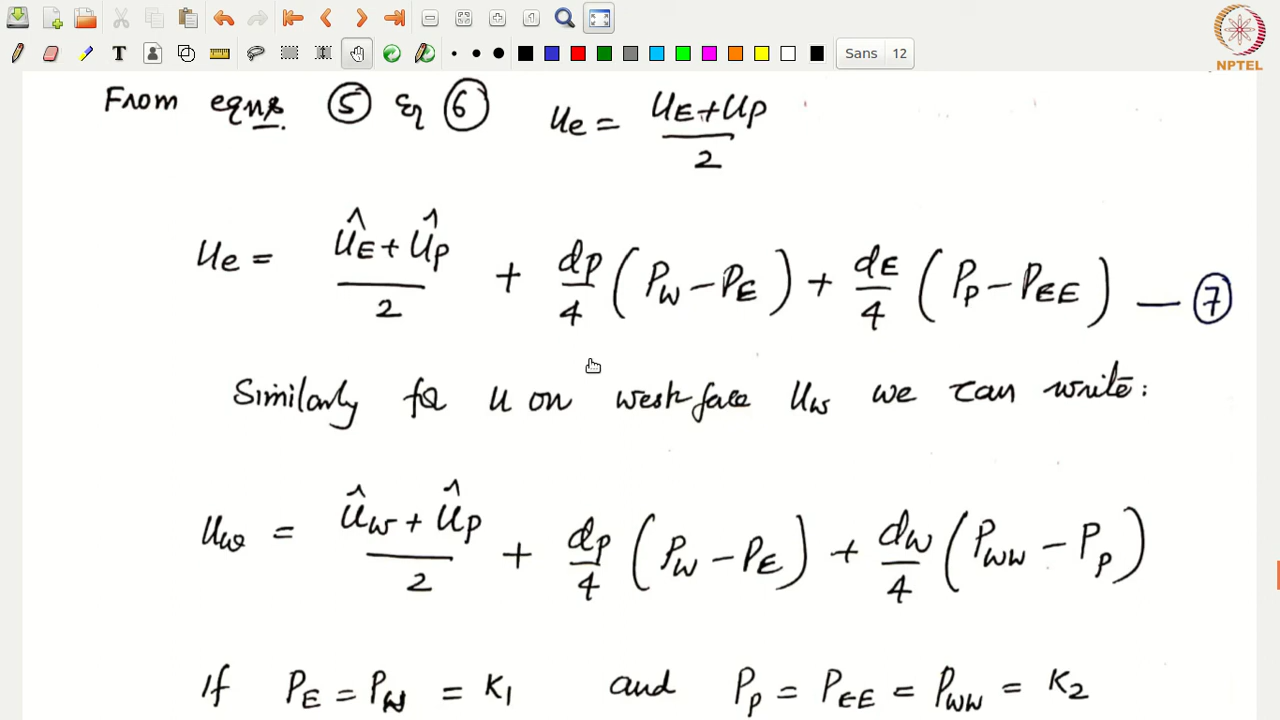 Sans 12
NPTEL
From eqns. ⑤ & ⑥ ue = uE+uP / 2
ue = ûE + ûP / 2 + dP/4 (PW − PE) + dE/4 (PP − PEE) — ⑦
Similarly for u on west face uw we can write:
uw = ûW + ûP / 2 + dP/4 (PW − PE) + dW/4 (PWW − PP)
If PE = PW = K1 and PP = PEE = PWW = K2